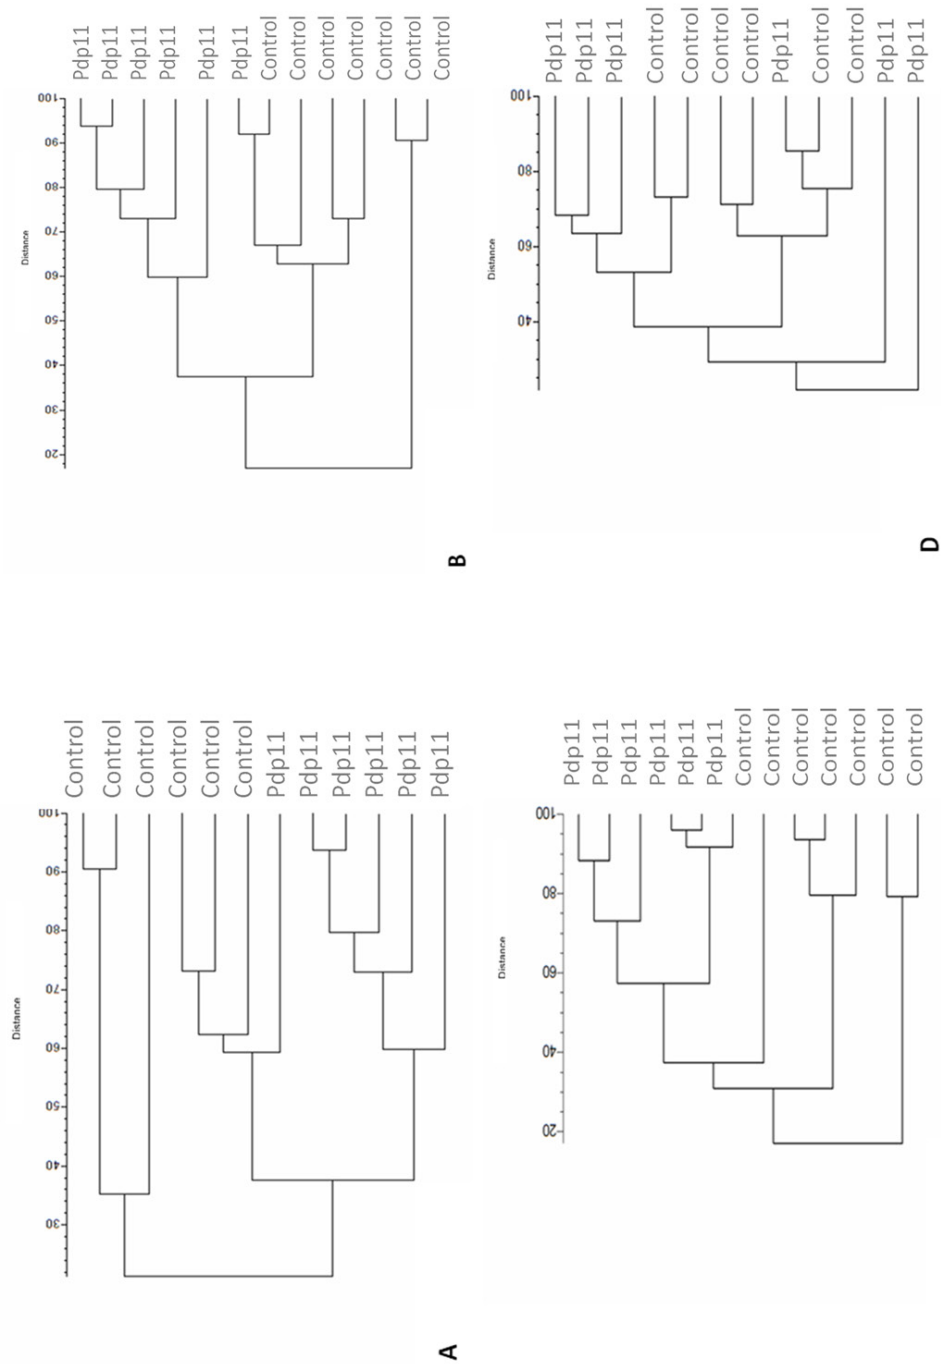 Pdp11 Pdp11 Pdp11 Pdp11 Pdp11 Pdp11 Control Control Control Control Control Control Control
100
90
80
70
60
50
40
30
20
Distance
B
Pdp11 Pdp11 Pdp11 Control Control Control Control Pdp11 Control Control Pdp11 Pdp11
100
80
60
40
Distance
D
Control Control Control Control Control Control Pdp11 Pdp11 Pdp11 Pdp11 Pdp11 Pdp11
100
90
80
70
60
50
40
30
Distance
A
Pdp11 Pdp11 Pdp11 Pdp11 Pdp11 Pdp11 Control Control Control Control Control Control Control
100
80
60
40
20
Distance